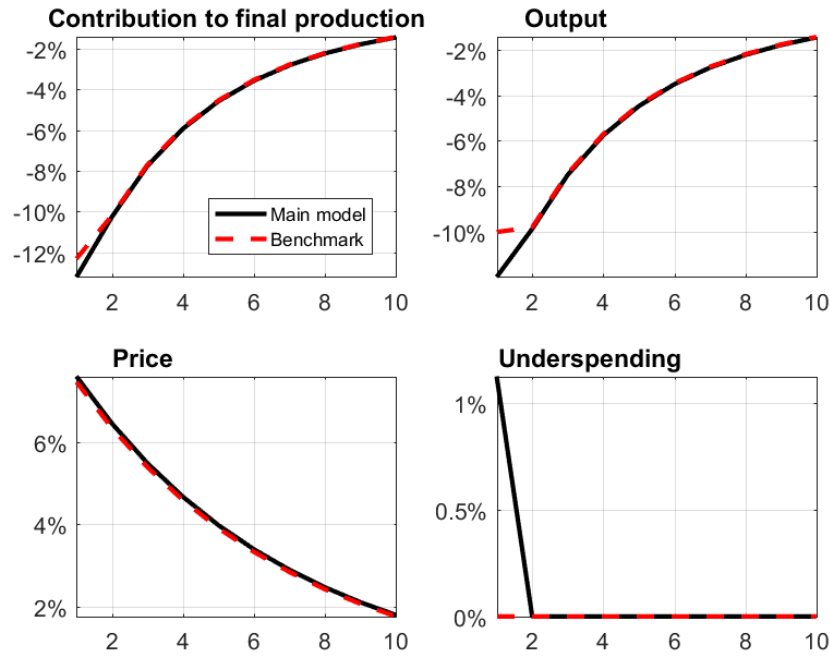 Contribution to final production
-2%
-4%
-6%
-8%
-10%
-12%
Main model
Benchmark
2 4 6 8 10
Output
-2%
-4%
-6%
-8%
-10%
2 4 6 8 10
Price
6%
4%
2%
2 4 6 8 10
Underspending
1%
0.5%
0%
2 4 6 8 10